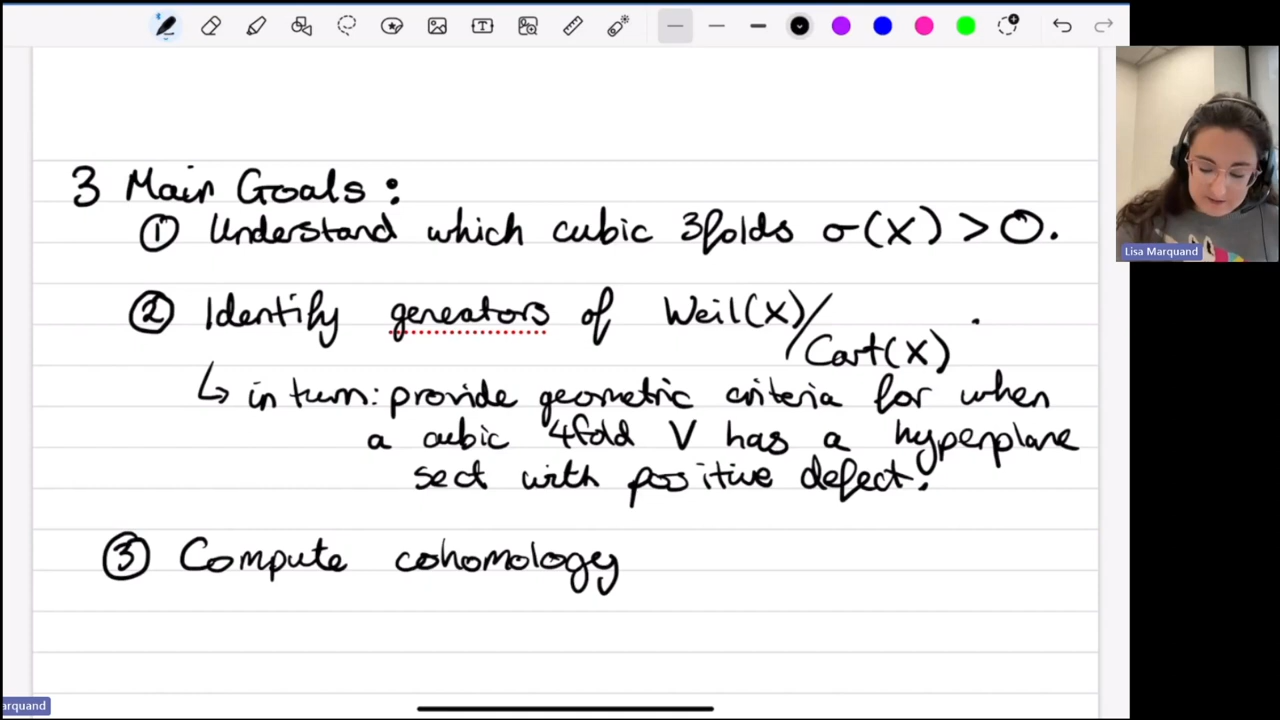 3 Main Goals:
① Understand which cubic 3folds σ(X) > 0.
② Identify geneators of Weil(X)/Cart(X) .
↳ in turn: provide geometric criteria for when
a cubic 4fold V has a hyperplane
sect with positive defect.
③ Compute cohomology
Lisa Marquand
arquand